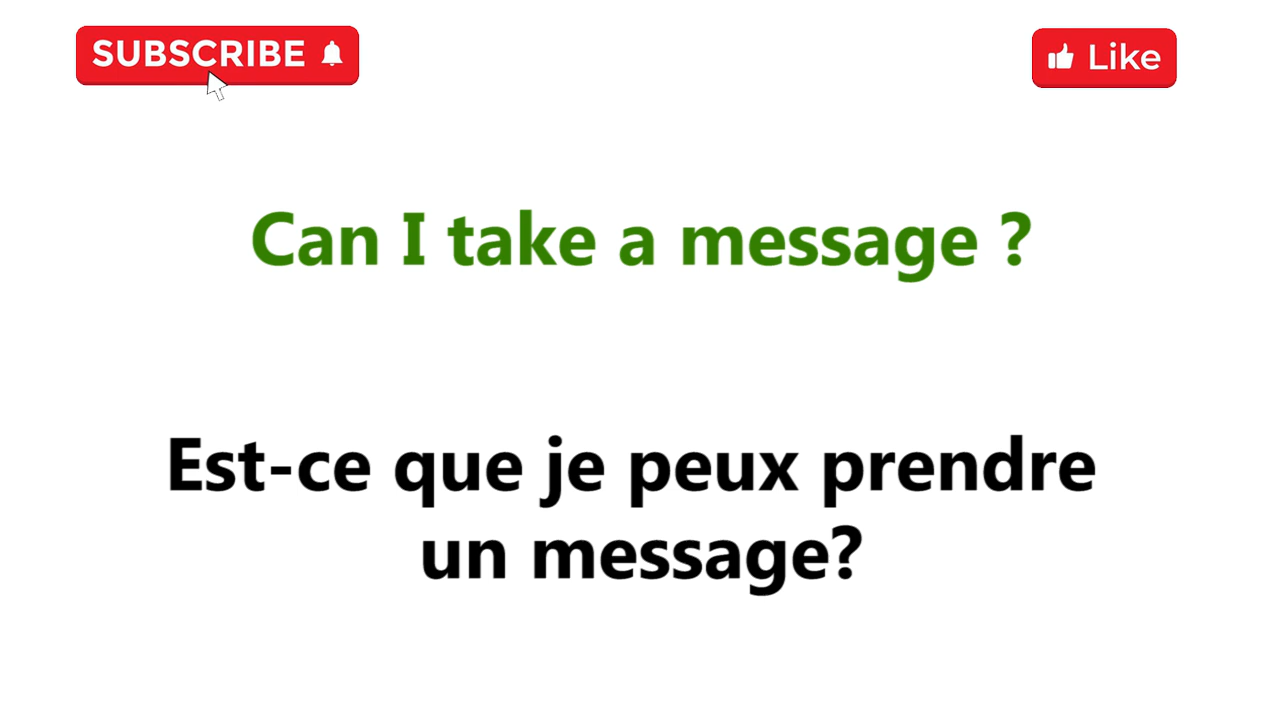 SUBSCRIBE
Like
Can I take a message ?
Est-ce que je peux prendre
un message?